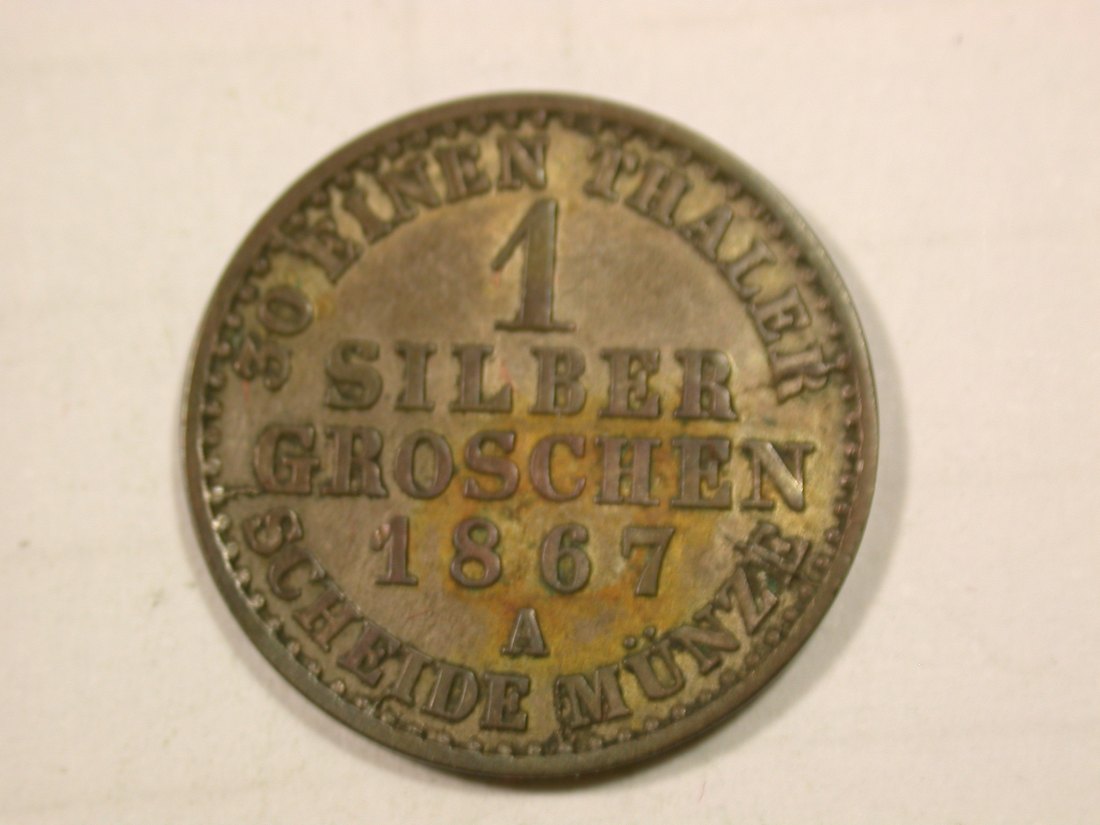 30 EINEN THALER
1
SILBER
GROSCHEN
1867
A
SCHEIDE MÜNZE